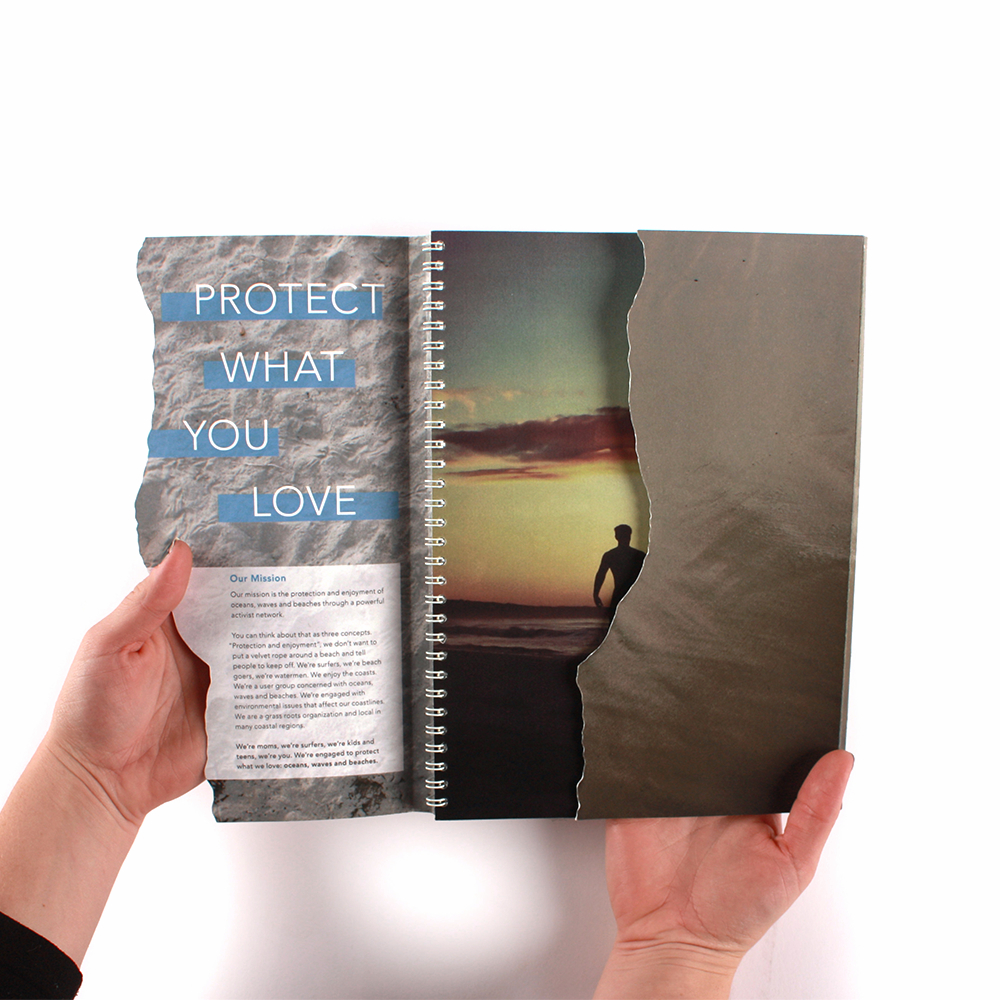 PROTECT
WHAT
YOU
LOVE
Our Mission
Our mission is the protection and enjoyment of
oceans, waves and beaches through a powerful
activist network.
You can think about that as three concepts.
"Protection and enjoyment", we don't want to
put a velvet rope around a beach and tell
people to keep off. We're surfers, we're beach
goers, we're watermen. We enjoy the coasts.
We're a user group concerned with oceans,
waves and beaches. We're engaged with
environmental issues that affect our coastlines.
We are a grass roots organization and local in
many coastal regions.
We're moms, we're surfers, we're kids and
teens, we're you. We're engaged to protect
what we love: oceans, waves and beaches.